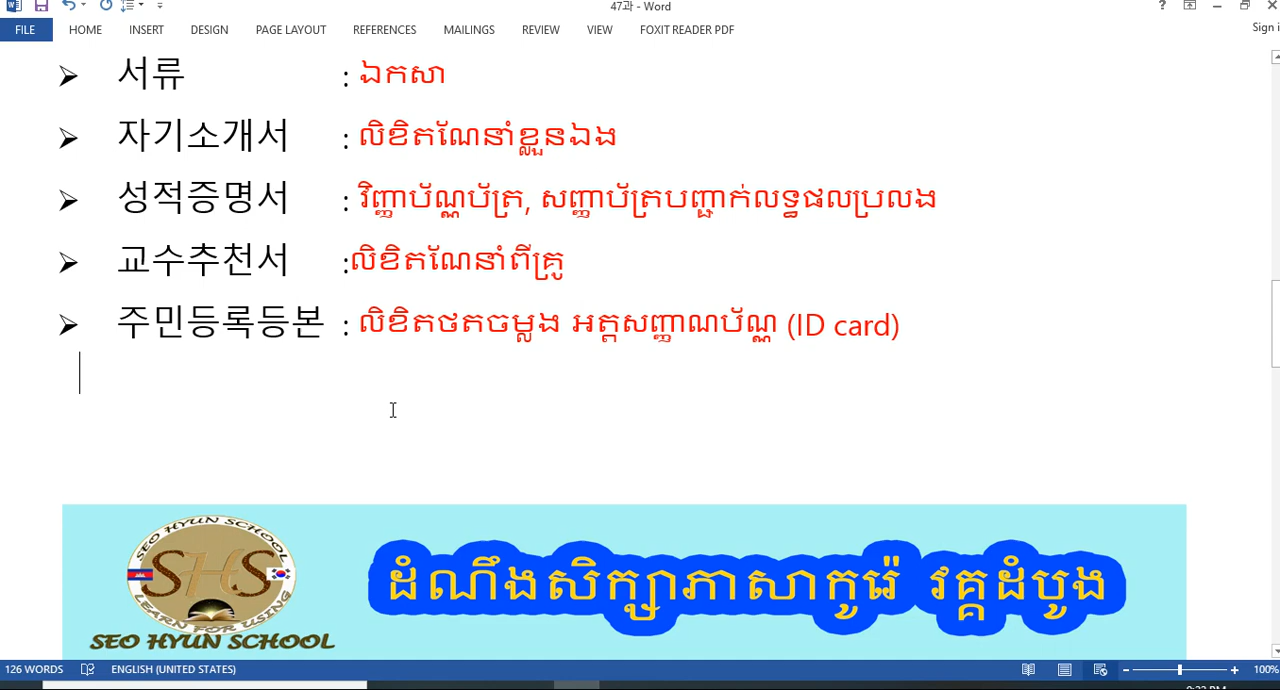 47과 - Word
?
FILE HOME INSERT DESIGN PAGE LAYOUT REFERENCES MAILINGS REVIEW VIEW FOXIT READER PDF
Sign i
➢ 서류 : ឯកសា
➢ 자기소개서 : លិខិតណែនាំខ្លួនឯង
➢ 성적증명서 : វិញ្ញាប័ណ្ណប័ត្រ, សញ្ញាប័ត្របញ្ជាក់លទ្ធផលប្រលង
➢ 교수추천서 :លិខិតណែនាំពីគ្រូ
➢ 주민등록등본 : លិខិតថតចម្លង អត្តសញ្ញាណប័ណ្ណ (ID card)
SEO HYUN SCHOOL
SHS
LEARN FOR USING
SEO HYUN SCHOOL
ដំណឹងសិក្សាភាសាកូរ៉េ វគ្គដំបូង
126 WORDS ENGLISH (UNITED STATES) 100%